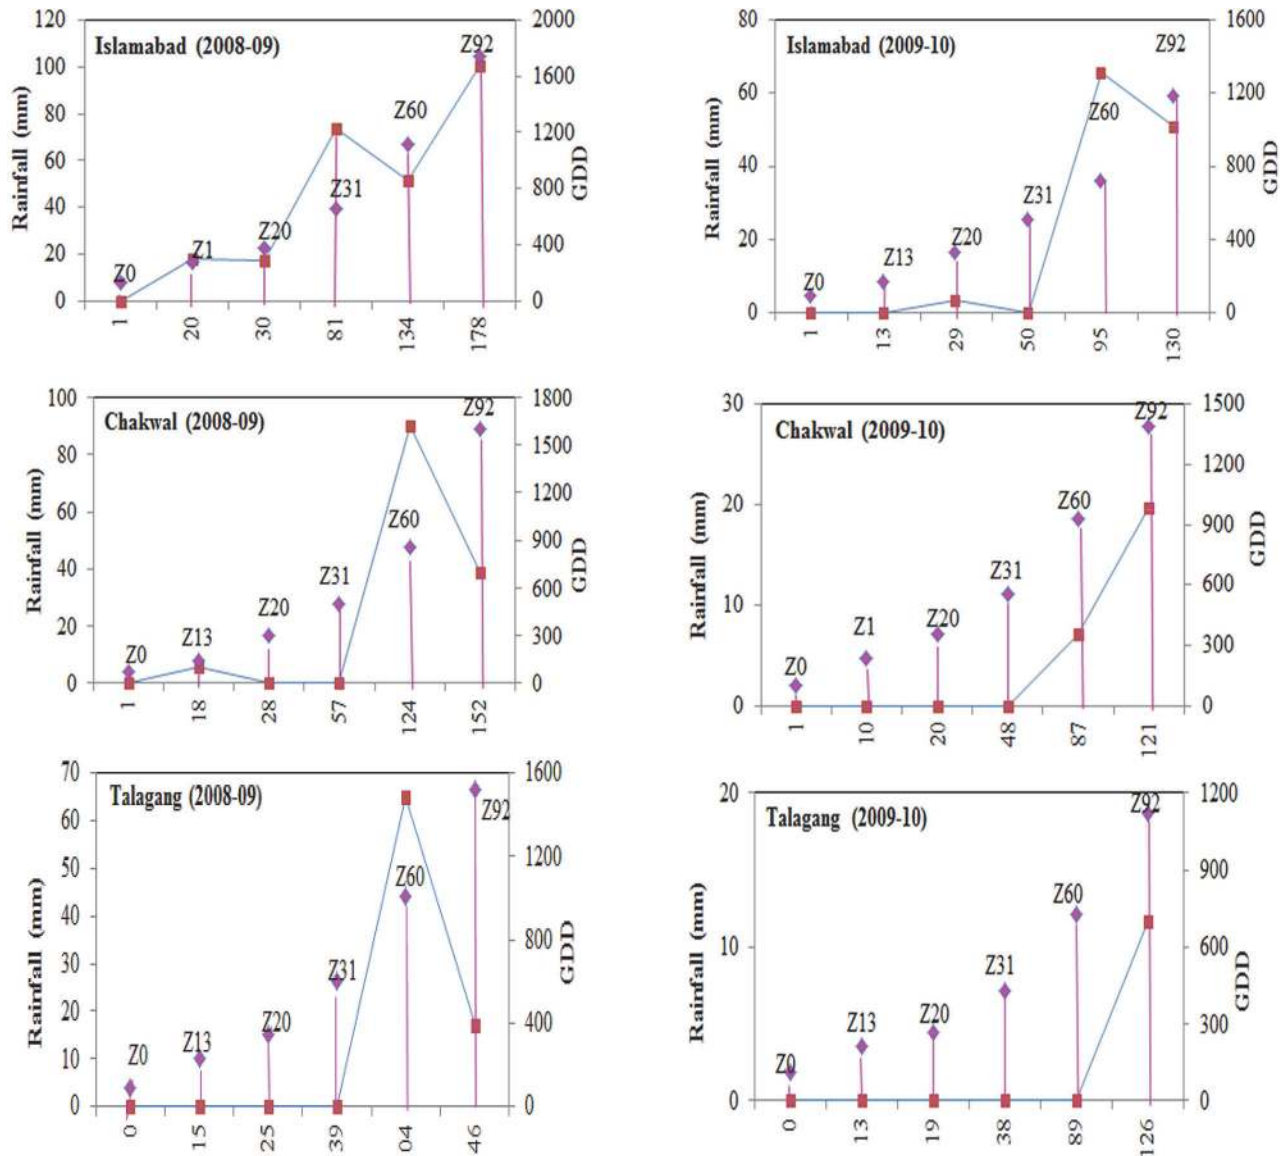 Islamabad (2008-09)
Rainfall (mm)
120
100
80
60
40
20
0
2000
1600
1200
800
400
0
GDD
Z0
Z1
Z20
Z31
Z60
Z92
1
20
30
81
134
178
Islamabad (2009-10)
Rainfall (mm)
80
60
40
20
0
1600
1200
800
400
0
GDD
Z0
Z13
Z20
Z31
Z60
Z92
1
13
29
50
95
130
Chakwal (2008-09)
Rainfall (mm)
100
80
60
40
20
0
1800
1500
1200
900
600
300
0
GDD
Z0
Z13
Z20
Z31
Z60
Z92
1
18
28
57
124
152
Chakwal (2009-10)
Rainfall (mm)
30
20
10
0
1500
1200
900
600
300
0
GDD
Z0
Z1
Z20
Z31
Z60
Z92
1
10
20
48
87
121
Talagang (2008-09)
Rainfall (mm)
70
60
50
40
30
20
10
0
1600
1200
800
400
0
GDD
Z0
Z13
Z20
Z31
Z60
Z92
0
15
25
39
04
46
Talagang (2009-10)
Rainfall (mm)
20
10
0
1200
900
600
300
0
GDD
Z0
Z13
Z20
Z31
Z60
Z92
0
13
19
38
89
126